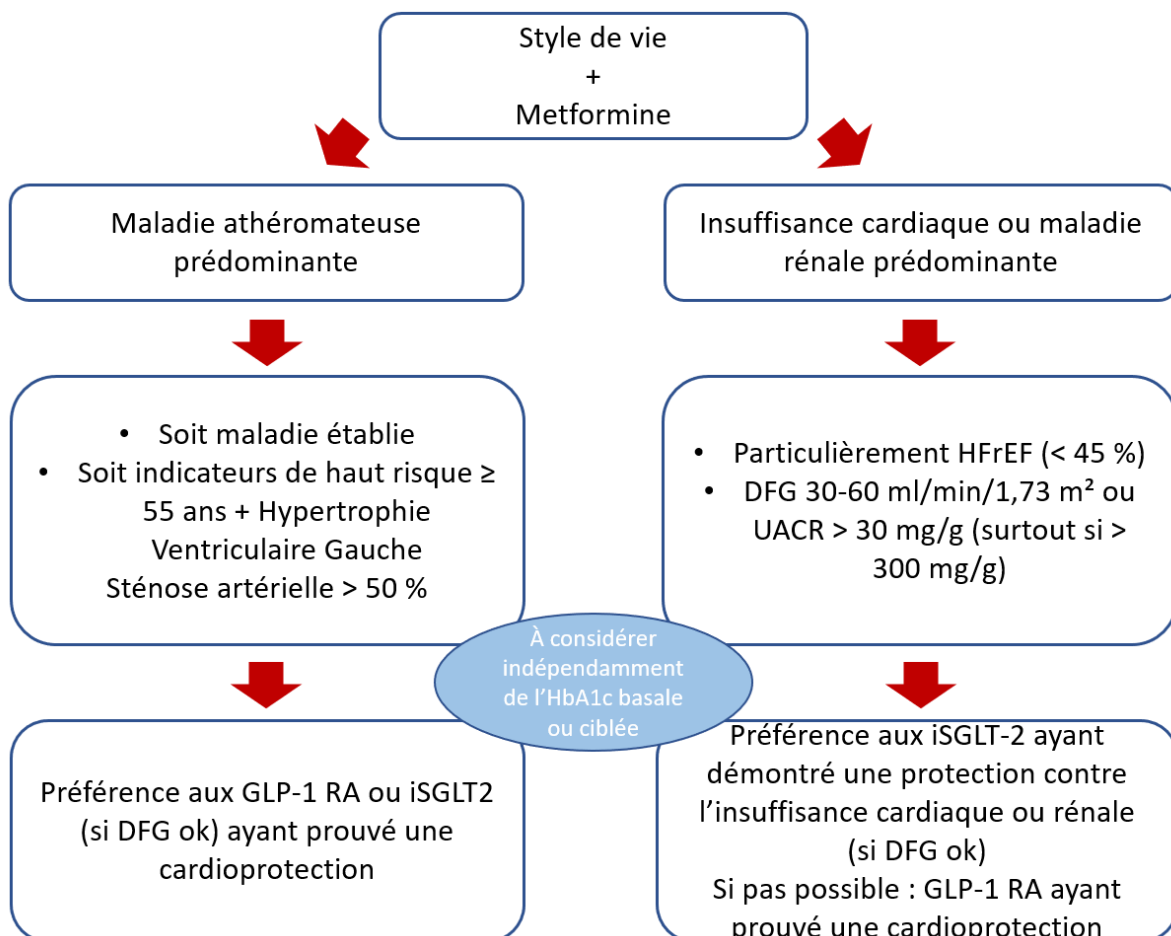 Style de vie
+
Metformine
Maladie athéromateuse
prédominante
Insuffisance cardiaque ou maladie
rénale prédominante
• Soit maladie établie
• Soit indicateurs de haut risque ≥
55 ans + Hypertrophie
Ventriculaire Gauche
Sténose artérielle > 50 %
• Particulièrement HFrEF (< 45 %)
• DFG 30-60 ml/min/1,73 m² ou
UACR > 30 mg/g (surtout si >
300 mg/g)
À considérer
indépendamment
de l’HbA1c basale
ou ciblée
Préférence aux GLP-1 RA ou iSGLT2
(si DFG ok) ayant prouvé une
cardioprotection
Préférence aux iSGLT-2 ayant
démontré une protection contre
l’insuffisance cardiaque ou rénale
(si DFG ok)
Si pas possible : GLP-1 RA ayant
prouvé une cardioprotection